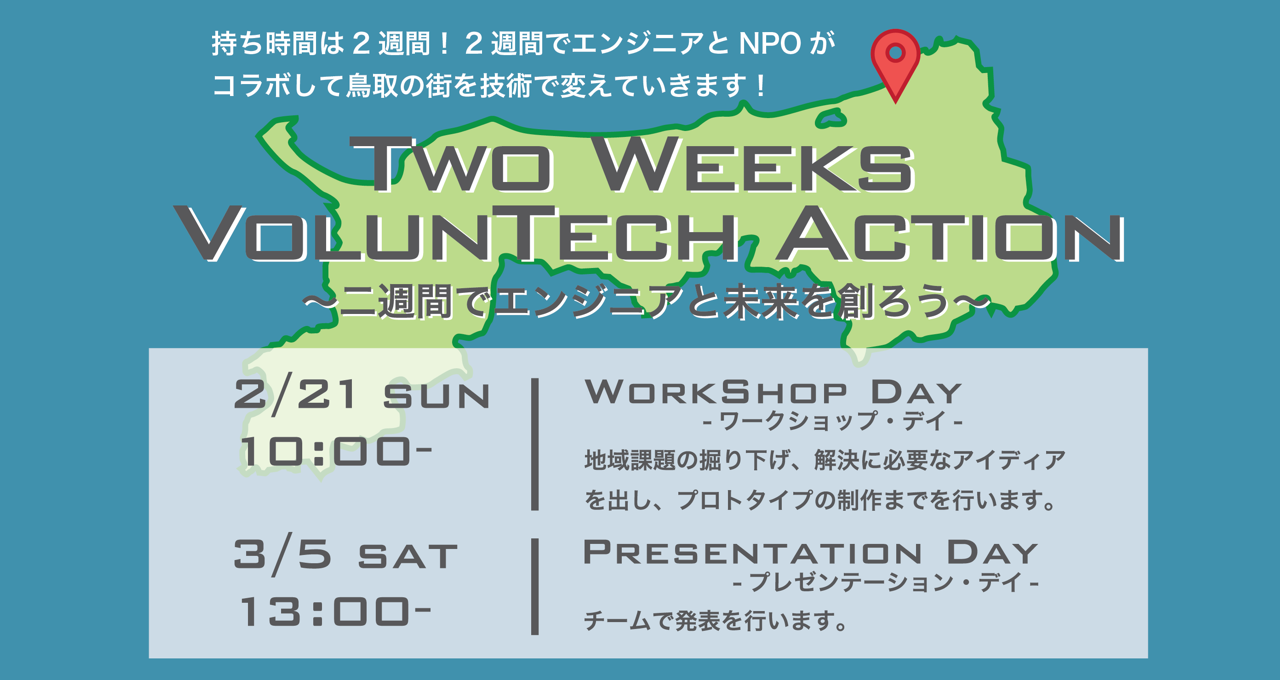 持ち時間は2週間！2週間でエンジニアとNPOが
コラボして鳥取の街を技術で変えていきます！
Two Weeks
VolunTech Action
〜二週間でエンジニアと未来を創ろう〜
2/21 SUN
10:00-
WorkShop Day
-ワークショップ・デイ-
地域課題の掘り下げ、解決に必要なアイディア
を出し、プロトタイプの制作までを行います。
3/5 SAT
13:00-
Presentation Day
-プレゼンテーション・デイ-
チームで発表を行います。